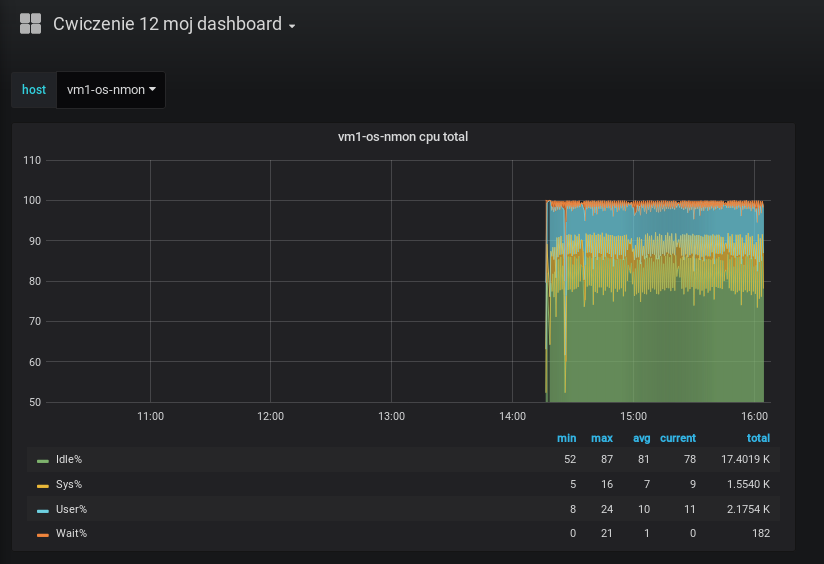 Cwiczenie 12 moj dashboard
host vm1-os-nmon
vm1-os-nmon cpu total
110
100
90
80
70
60
50
11:00 12:00 13:00 14:00 15:00 16:00
min max avg current total
Idle% 52 87 81 78 17.4019 K
Sys% 5 16 7 9 1.5540 K
User% 8 24 10 11 2.1754 K
Wait% 0 21 1 0 182